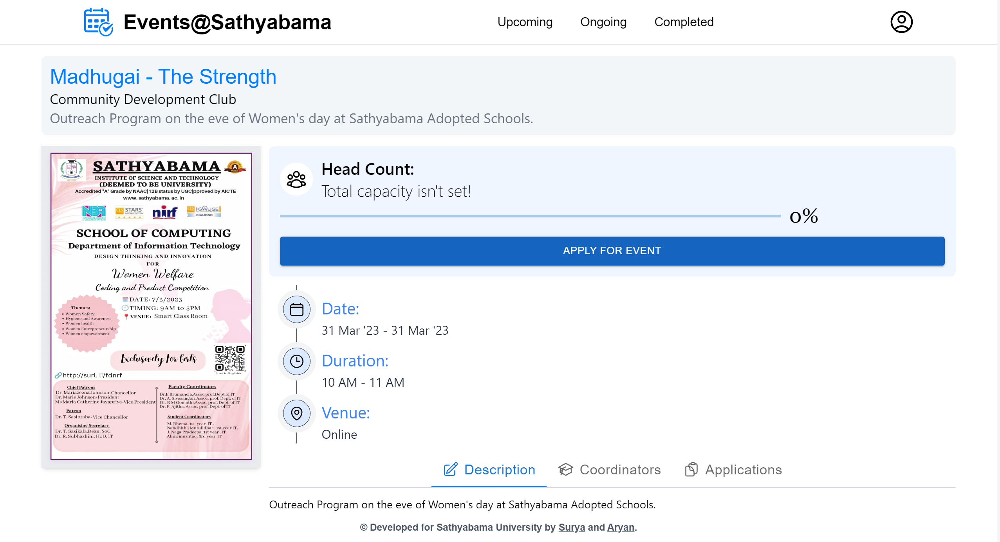 Events@Sathyabama
Upcoming
Ongoing
Completed
Madhugai - The Strength
Community Development Club
Outreach Program on the eve of Women's day at Sathyabama Adopted Schools.
SATHYABAMA
INSTITUTE OF SCIENCE AND TECHNOLOGY
(DEEMED TO BE UNIVERSITY)
Accredited "A" Grade by NAAC|12B status by UGC|pproved by AICTE
www. sathyabama. ac. in
A
NAAC
NBA
NATIONAL BOARD
OF ACCREDITATION
QS STARS
RATING SYSTEM
nirf
QS I·GAUGE
DIAMOND
SCHOOL OF COMPUTING
Department of Information Technology
DESIGN THINKING AND INNOVATION
FOR
Women Welfare
Coding and Product Competition
DATE: 7/3/2023
TIMING: 9AM to 5PM
VENUE : Smart Class Room
Themes:
• Women Safety
• Hygiene and Awareness
• Women health
• Women Entrepreneurship
• Women empowerment
Exclusively For Girls
Scan to Register
http://surl. li/fdnrf
Chief Patrons
Dr. Mariazeena Johnson-Chancellor
Dr. Marie Johnson-President
Ms.Maria Catherine Jayapriya-Vice President
Patron
Dr. T. Sasipraba-Vice Chancellor
Organising Secretary
Dr. T. Sasikala,Dean, SoC
Dr. R. Subhashini, HoD, IT
Faculty Coordinators
Dr.E.Brumancia,Assoc.prof,Dept.of IT
Dr. A. Sivasangari,Assoc. prof, Dept. of IT
Dr. R M Gomathi,Assoc. prof, Dept. of IT
Dr. P. Ajitha, Assoc. prof, Dept. of IT
Student Coordinators
M. Rhema ,1st year, IT ,
Nandhitha Muralidhar , 1st year IT,
J. Naga Pradeepa, 1st year , IT
Alina mushtaq, 3rd year, IT
Head Count:
Total capacity isn't set!
0%
APPLY FOR EVENT
Date:
31 Mar '23 - 31 Mar '23
Duration:
10 AM - 11 AM
Venue:
Online
Description
Coordinators
Applications
Outreach Program on the eve of Women's day at Sathyabama Adopted Schools.
© Developed for Sathyabama University by Surya and Aryan.